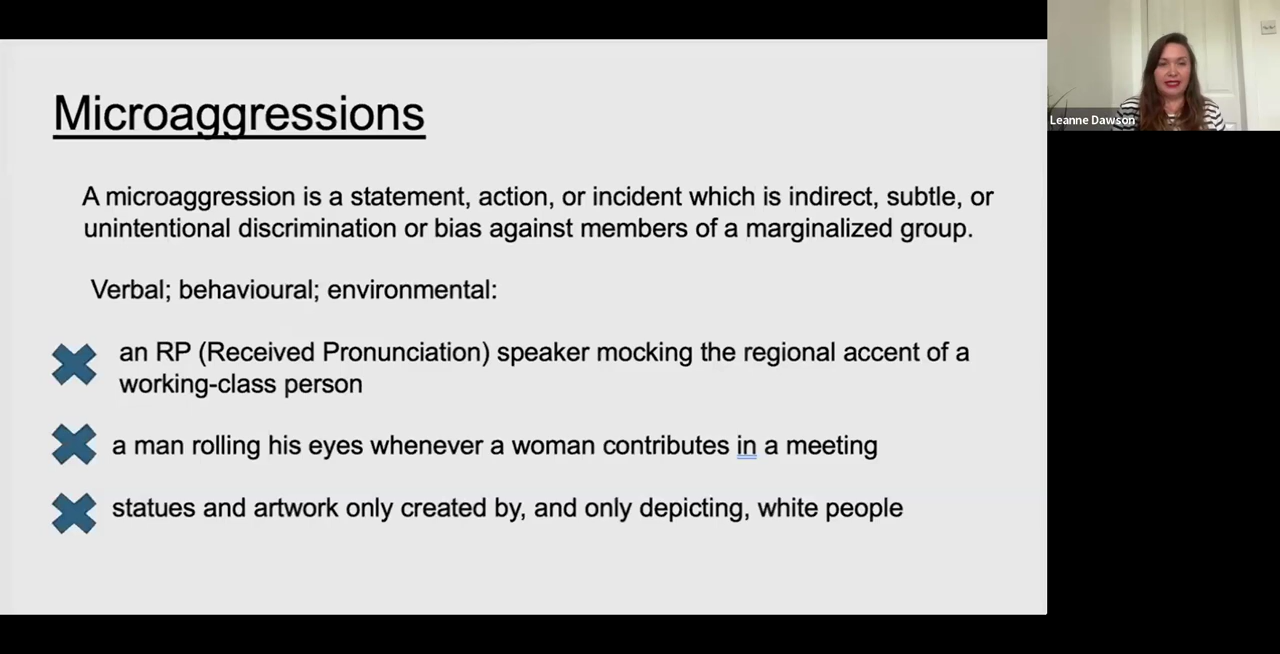 Microaggressions
A microaggression is a statement, action, or incident which is indirect, subtle, or
unintentional discrimination or bias against members of a marginalized group.
Verbal; behavioural; environmental:
an RP (Received Pronunciation) speaker mocking the regional accent of a
working-class person
a man rolling his eyes whenever a woman contributes in a meeting
statues and artwork only created by, and only depicting, white people
Leanne Dawson